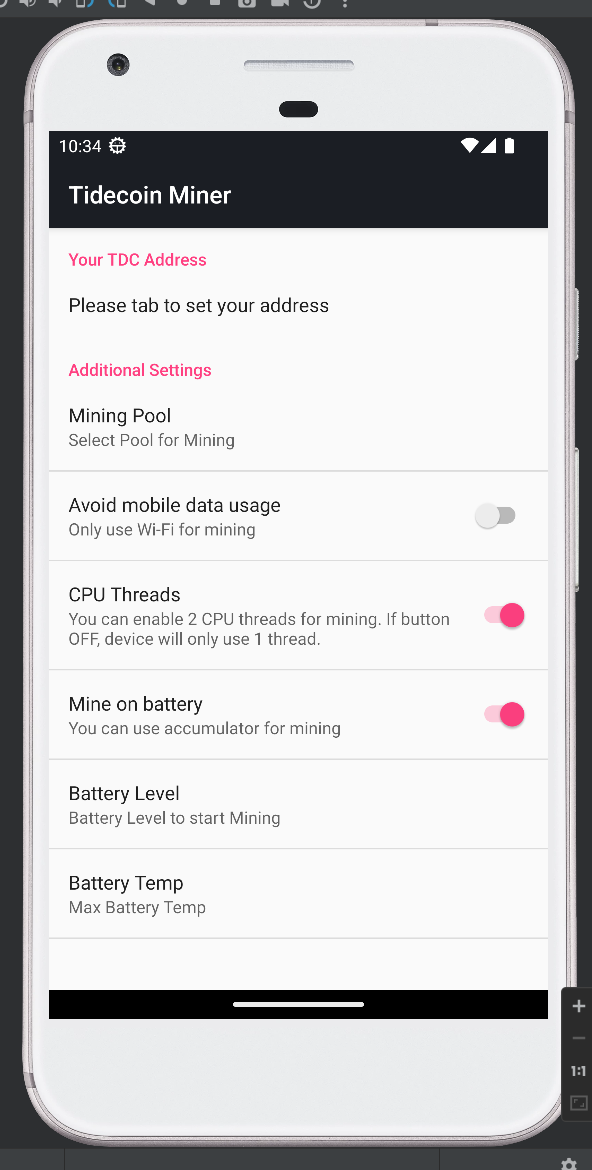 10:34
Tidecoin Miner
Your TDC Address
Please tab to set your address
Additional Settings
Mining Pool
Select Pool for Mining
Avoid mobile data usage
Only use Wi-Fi for mining
CPU Threads
You can enable 2 CPU threads for mining. If button
OFF, device will only use 1 thread.
Mine on battery
You can use accumulator for mining
Battery Level
Battery Level to start Mining
Battery Temp
Max Battery Temp
1:1